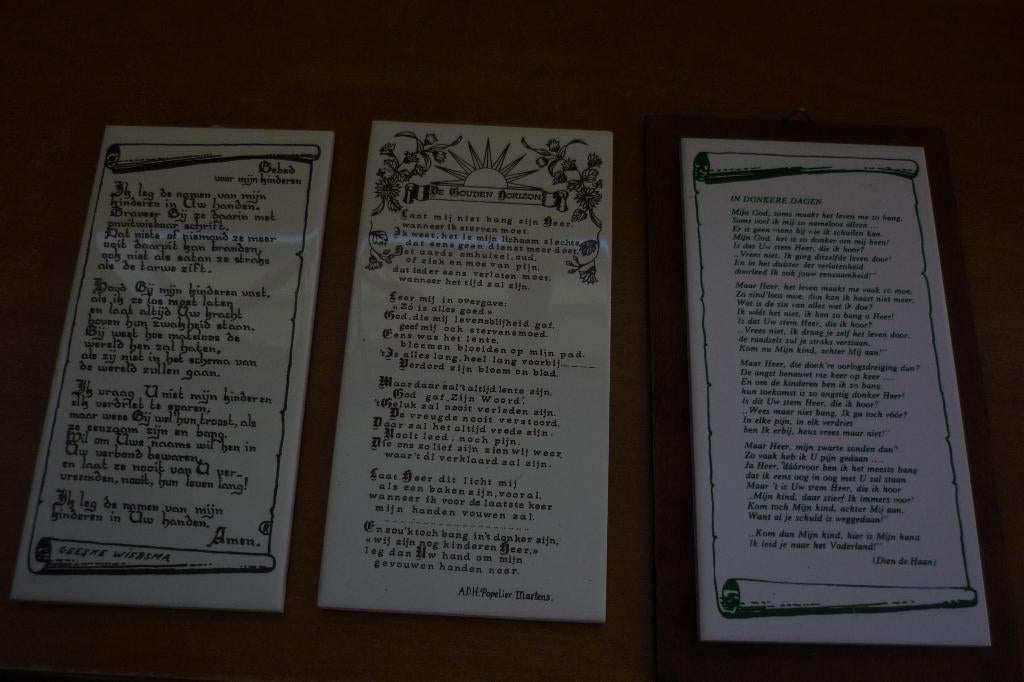 Gebed
voor mijn kinderen
Ik leg de namen van mijn
kinderen in Uw handen.
Graveer Gij ze daarin met
onuitwisbaar schrift.
Dat niets of niemand ze meer
ooit daaruit kan branden,
ook niet als satan ze straks
als de tarwe zift.
Houd Gij mijn kinderen vast,
als ik ze los moet laten
en laat altijd Uw kracht
boven hun zwakheid staan.
Gij weet hoe mateloos de
wereld hen zal haten,
als zij niet in het schema van
de wereld zullen gaan.
Ik vraag U niet mijn kinderen
elk verdriet te sparen,
maar wees Gij wel hun troost, als
ze eenzaam zijn en bang.
Wil om Uws naams wil hen in
Uw verbond bewaren,
en laat ze nooit van U ver-
vreemden, nooit, hun leven lang!
Ik leg de namen van mijn
kinderen in Uw handen.
Amen.
GEESKE WIERSMA
De Gouden Horizon
Laat mij niet bang zijn Heer,
wanneer ik sterven moet.
Ik weet, het is mijn lichaam slechts,
dat eens geen dienst meer doet.
Het aards omhulsel, oud,
of ziek en moe van pijn,
dat ieder eens verlaten moet,
wanneer het tijd zal zijn.
Leer mij in overgave:
„Zó is alles goed.”
God, die mij levensblijheid gaf,
geef mij ook stervensmoed.
Eens was het lente,
bloemen bloeiden op mijn pad.
't Is alles lang, heel lang voorbij-----
Verdord zijn bloem en blad.
Maar daar zal 't altijd lente zijn.
God gaf „Zijn Woord”.
't Geluk zal nooit verleden zijn.
De vreugde nooit verstoord.
Daar zal het altijd vrede zijn.
Nooit leed, noch pijn.
Die ons zo lief zijn zien wij weer,
waar 't àl verklaard zal zijn.
Laat Heer dit licht mij
als een baken zijn, vooral,
wanneer ik voor de laatste keer
mijn handen vouwen zal.
En zou 'k toch bang in 't donker zijn,
«wij zijn nog kinderen Heer,»
leg dan Uw hand om mijn
gevouwen handen neer.
A.D.H. Popelier. Martens.
IN DONKERE DAGEN
Mijn God, soms maakt het leven me zo bang.
Soms voel ik mij zo nameloos alleen ...
Er is geen mens bij wie ik schuilen kan.
Mijn God, het is zo donker om mij heen!
Is dat Uw stem Heer, die ik hoor?
„Vrees niet, Ik ging ditzelfde leven door!
En in het duister der verlatenheid
doorleed Ik ook jouw eenzaamheid!”
Maar Heer, het leven maakt me vaak zó moe,
Zo eind'loos moe, dan kan ik haast niet meer.
Wat is de zin van alles wat ik doe?
Ik wéét het niet, ik ben zo bang o Heer!
Is dat Uw stem Heer, die ik hoor?
„Vrees niet, Ik draag je zelf het leven door,
de raadzels zul je straks verstaan.
Kom nu Mijn kind, achter Mij aan!”
Maar Heer, die donk're oorlogsdreiging dan?
De angst benauwt me keer op keer ....
En om de kinderen ben ik zo bang,
hun toekomst is zo angstig donker Heer!
Is dit Uw stem Heer, die ik hoor?
„Wees maar niet bang, Ik ga toch vóór?
In elke pijn, in elk verdriet
ben Ik erbij, heus vrees maar niet!”
Maar Heer, mijn zwarte zonden dan?
Zo vaak heb ik U pijn gedaan ....
Ja Heer, dáárvoor ben ik het meeste bang
dat ik eens oog in oog met U zal staan
Maar 't is Uw stem Heer, die ik hoor
„Mijn kind, daar stierf Ik immers voor!
Kom toch Mijn kind, achter Mij aan.
Want al je schuld is weggedaan!”
„Kom dan Mijn kind, hier is Mijn hand
Ik leid je naar het Vaderland!”
(Dien de Haan)